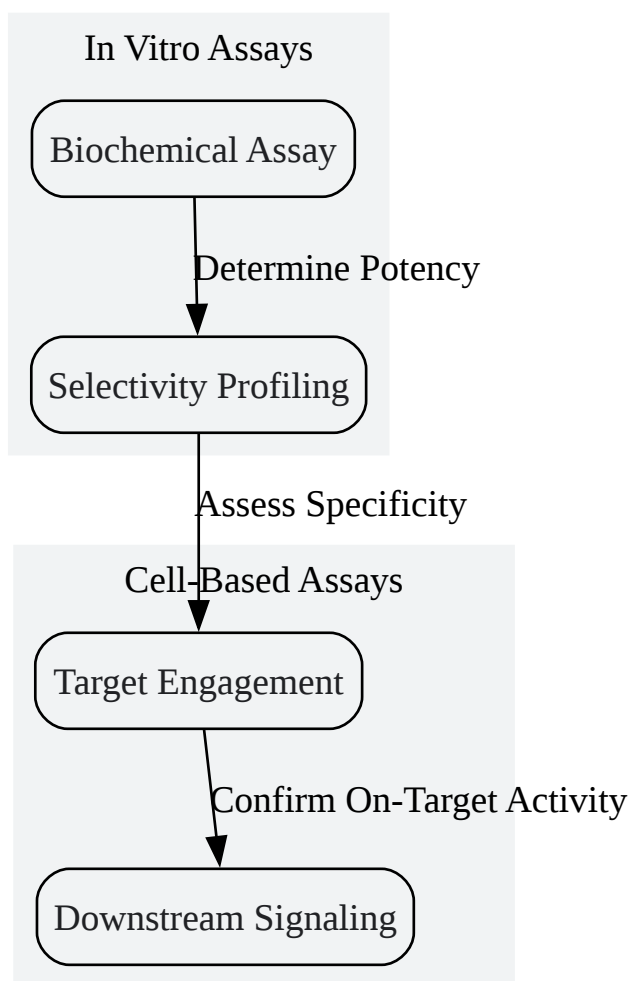 In Vitro Assays
Biochemical Assay
Determine Potency
Selectivity Profiling
Assess Specificity
Cell-Based Assays
Target Engagement
Confirm On-Target Activity
Downstream Signaling